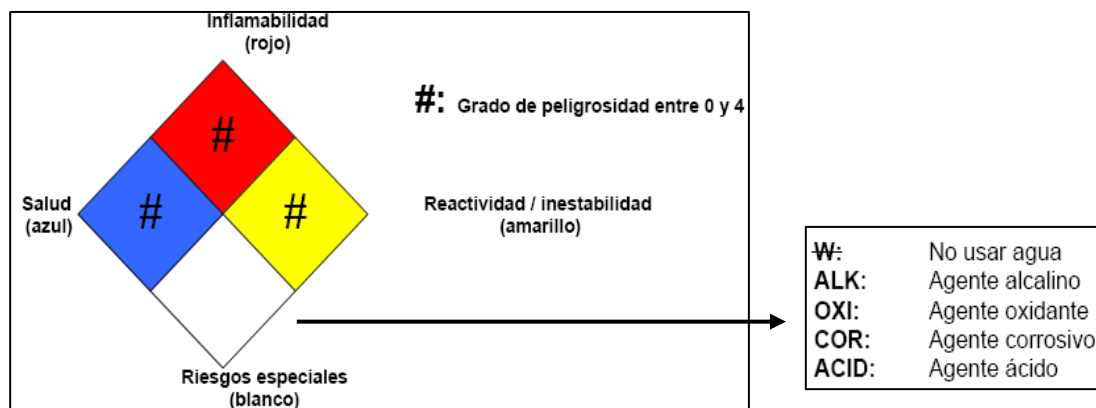 Inflamabilidad
(rojo)
#: Grado de peligrosidad entre 0 y 4
#
Salud
(azul)
#
#
Reactividad / inestabilidad
(amarillo)
W: No usar agua
ALK: Agente alcalino
OXI: Agente oxidante
COR: Agente corrosivo
ACID: Agente ácido
Riesgos especiales
(blanco)